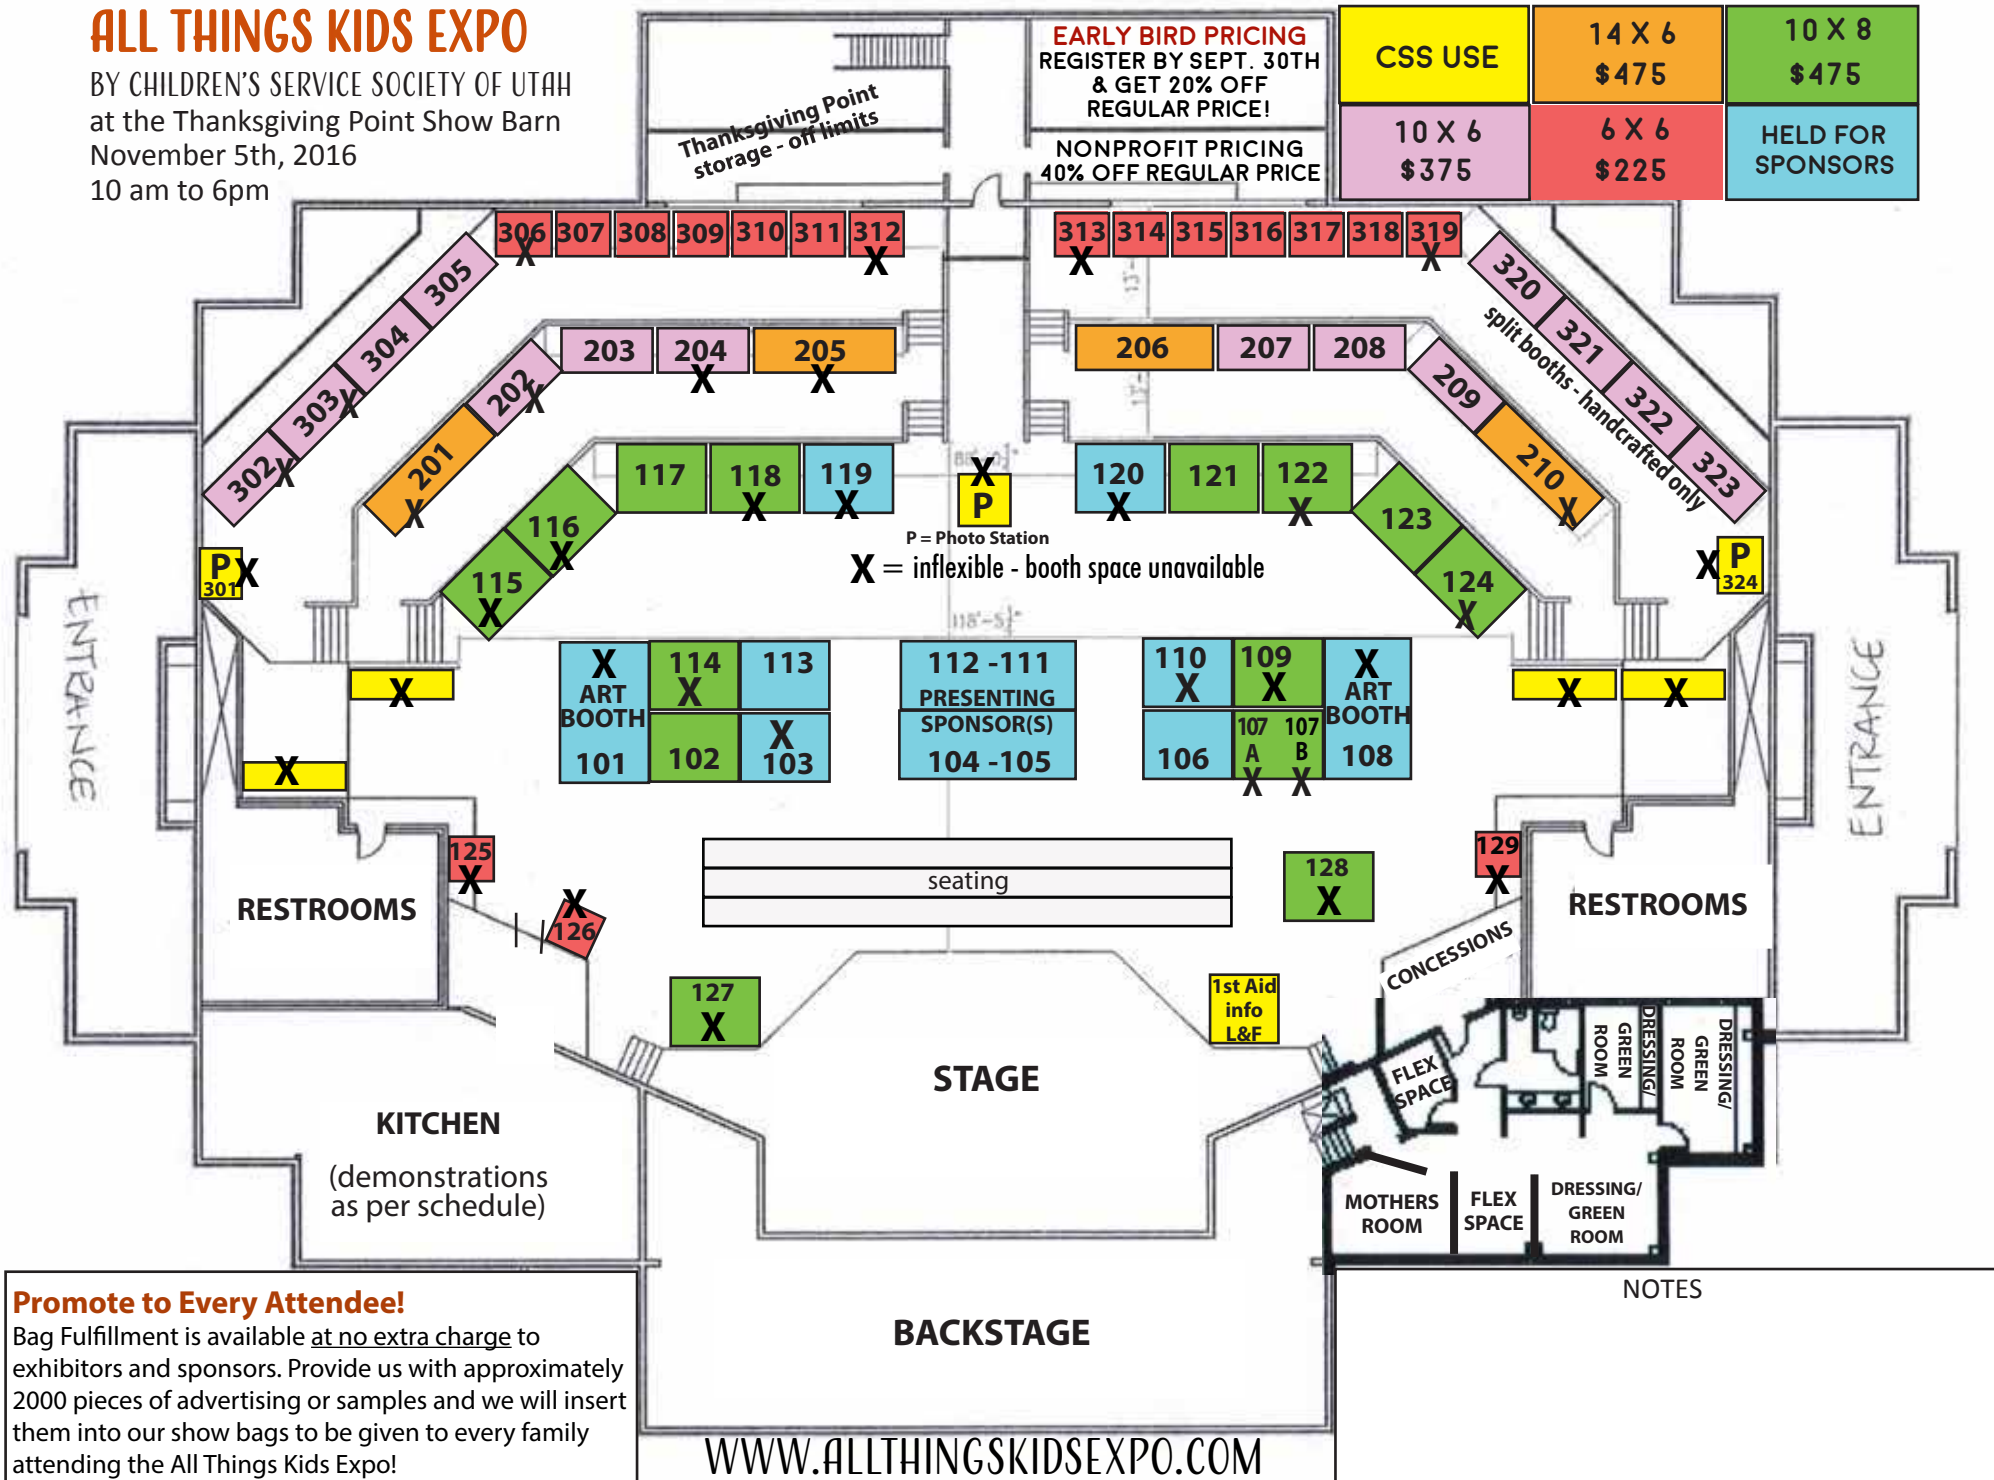 ALL THINGS KIDS EXPO
BY CHILDREN'S SERVICE SOCIETY OF UTAH
at the Thanksgiving Point Show Barn
November 5th, 2016
10 am to 6pm
Thanksgiving Point
storage - off limits
EARLY BIRD PRICING
REGISTER BY SEPT. 30TH
& GET 20% OFF
REGULAR PRICE!
NONPROFIT PRICING
40% OFF REGULAR PRICE
CSS USE
14 X 6
$475
10 X 8
$475
10 X 6
$375
6 X 6
$225
HELD FOR
SPONSORS
306 X
307
308
309
310
311
312 X
313 X
314
315
316
317
318
319 X
305
304
303 X
302 X
320
321
322
323
split booths - handcrafted only
201 X
202 X
203
204 X
205 X
206
207
208
209
210 X
115 X
116 X
117
118 X
119 X
X
P
120 X
121
122 X
123
124 X
P X
301
X P
324
P = Photo Station
X = inflexible - booth space unavailable
118'-5½"
ENTRANCE
ENTRANCE
X
X
X
X
X
ART
BOOTH
101
114 X
113
102
X
103
112 -111
PRESENTING
SPONSOR(S)
104 -105
110 X
109 X
X
ART
BOOTH
108
106
107 107
A B
X X
125 X
X
126
seating
128 X
129 X
RESTROOMS
RESTROOMS
CONCESSIONS
127 X
1st Aid
info
L&F
STAGE
KITCHEN
(demonstrations
as per schedule)
FLEX
SPACE
DRESSING/
GREEN
ROOM
DRESSING/
GREEN
ROOM
MOTHERS
ROOM
FLEX
SPACE
DRESSING/
GREEN
ROOM
BACKSTAGE
NOTES
Promote to Every Attendee!
Bag Fulfillment is available at no extra charge to
exhibitors and sponsors. Provide us with approximately
2000 pieces of advertising or samples and we will insert
them into our show bags to be given to every family
attending the All Things Kids Expo!
WWW.ALLTHINGSKIDSEXPO.COM